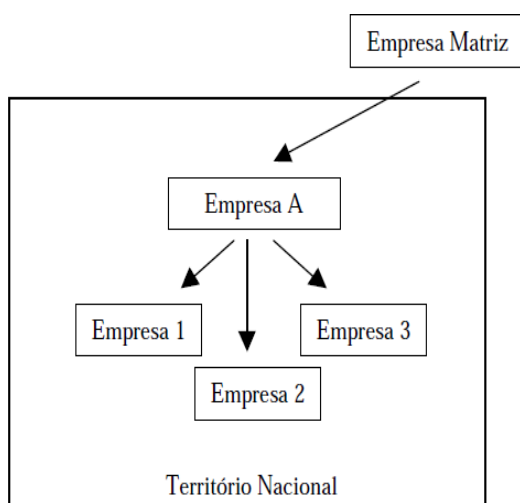 Empresa Matriz
Empresa A
Empresa 1
Empresa 3
Empresa 2
Território Nacional